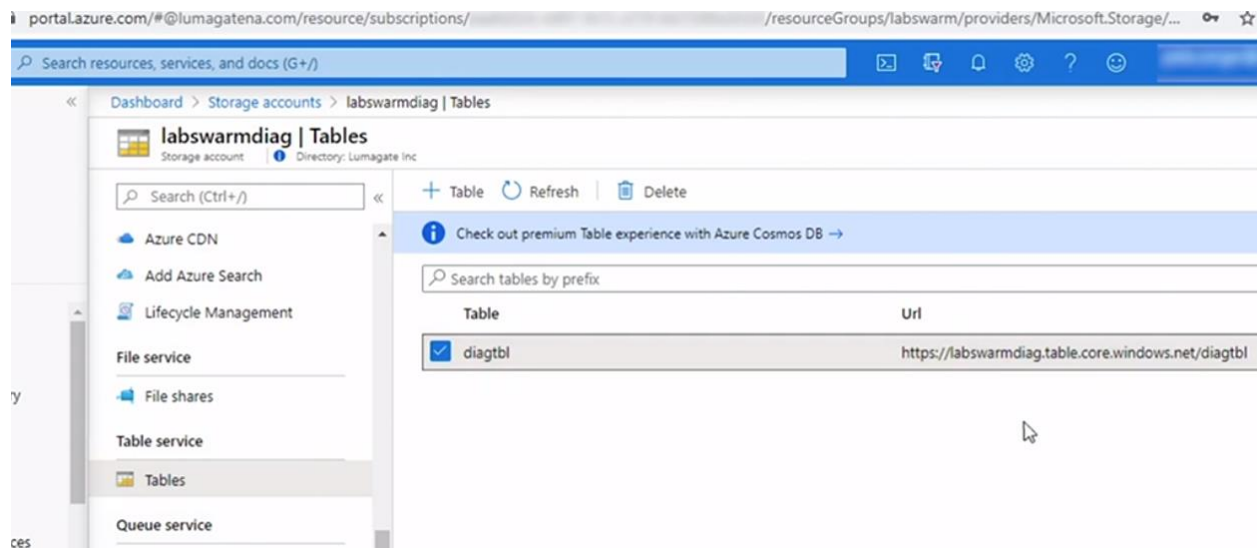 portal.azure.com/#@lumagatena.com/resource/subscriptions/ /resourceGroups/labswarm/providers/Microsoft.Storage/...
Search resources, services, and docs (G+/)
Dashboard > Storage accounts > labswarmdiag | Tables
labswarmdiag | Tables
Storage account Directory: Lumagate Inc
Search (Ctrl+/)
+ Table Refresh Delete
Azure CDN
Check out premium Table experience with Azure Cosmos DB →
Add Azure Search
Search tables by prefix
Lifecycle Management
Table Url
File service
diagtbl https://labswarmdiag.table.core.windows.net/diagtbl
File shares
Table service
Tables
Queue service